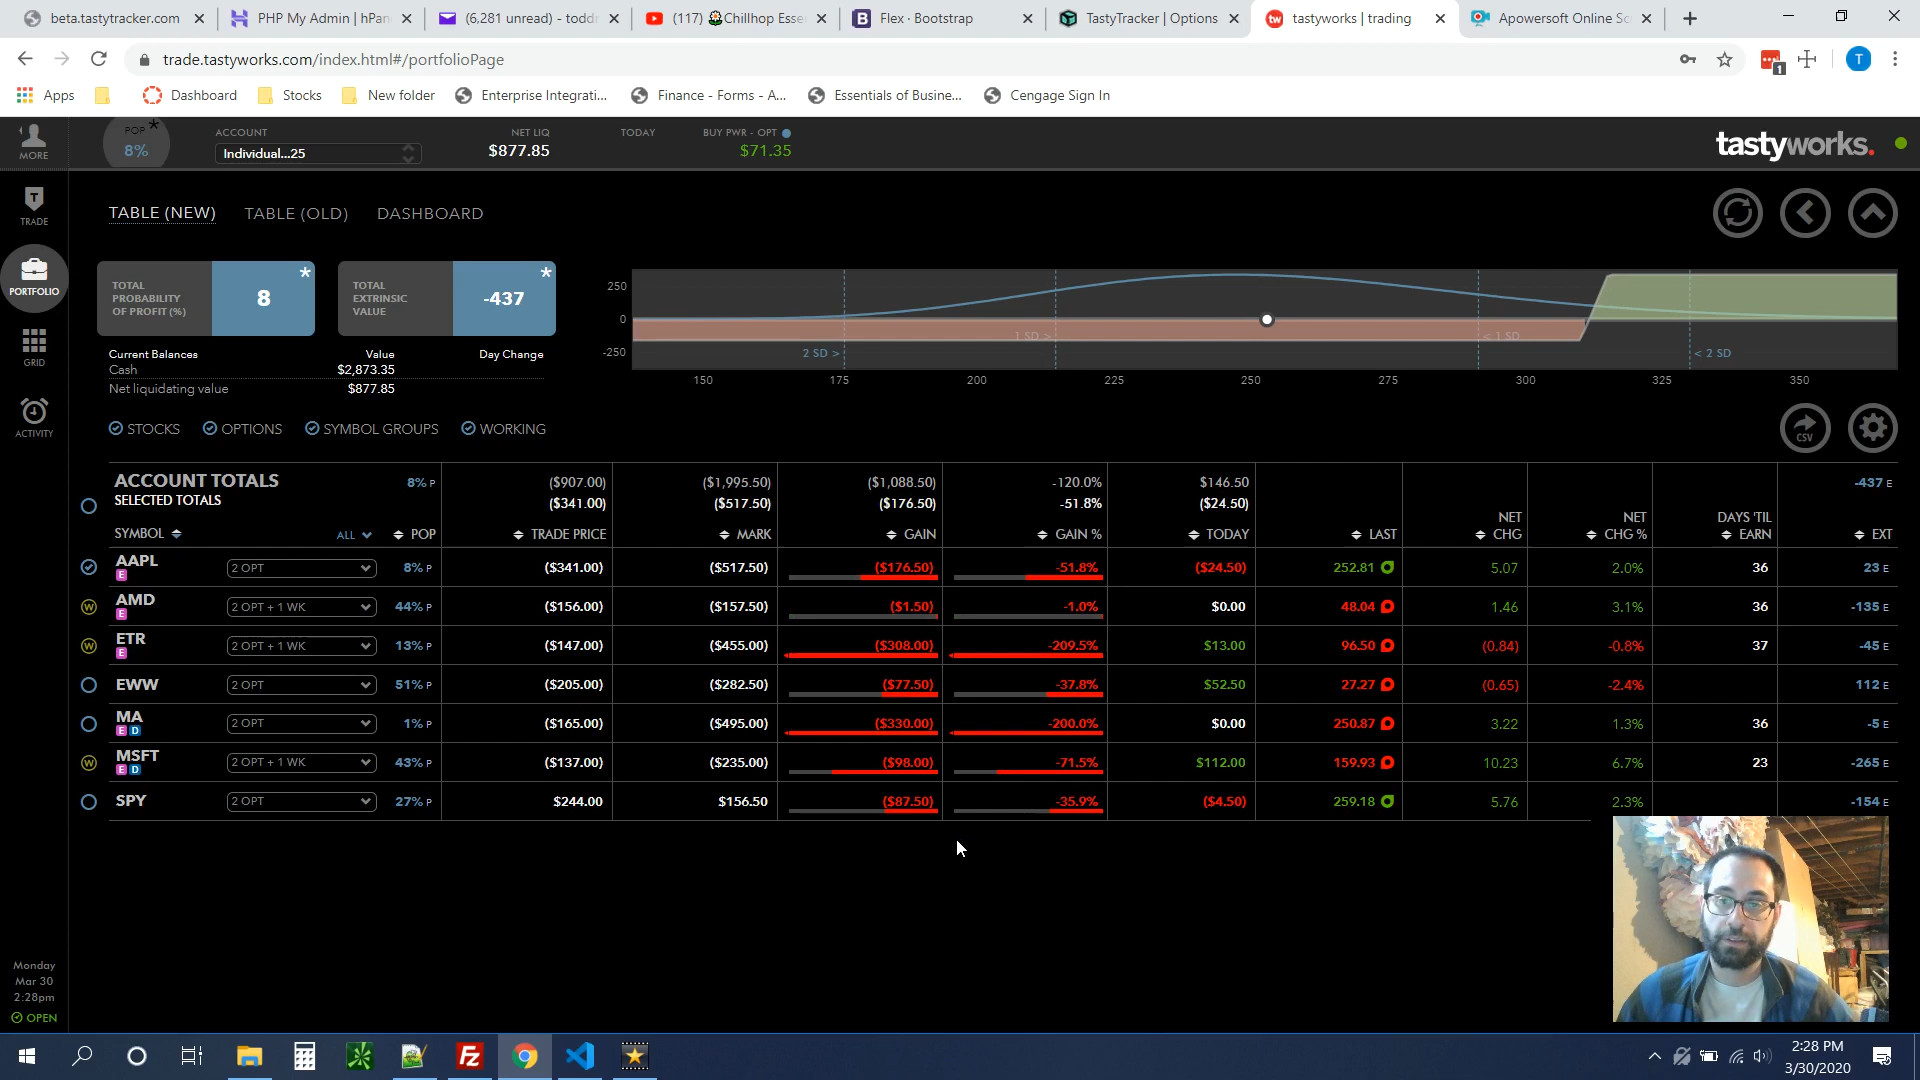 beta.tastytracker.com
PHP My Admin | hPan
(6,281 unread) - toddr
(117) Chillhop Esse
Flex · Bootstrap
TastyTracker | Options
tastyworks | trading
Apowersoft Online Sc
trade.tastyworks.com/index.html#/portfolioPage
1
T
Apps
Dashboard
Stocks
New folder
Enterprise Integrati...
Finance - Forms - A...
Essentials of Busine...
Cengage Sign In
MORE
POP *
8%
ACCOUNT
Individual...25
NET LIQ
$877.85
TODAY
BUY PWR - OPT
$71.35
tastyworks.
TRADE
PORTFOLIO
GRID
ACTIVITY
TABLE (NEW)
TABLE (OLD)
DASHBOARD
TOTAL PROBABILITY OF PROFIT (%)
8 *
TOTAL EXTRINSIC VALUE
-437 *
Current Balances Value Day Change
Cash $2,873.35
Net liquidating value $877.85
250
0
-250
2 SD >
1 SD >
< 1 SD
< 2 SD
150 175 200 225 250 275 300 325 350
STOCKS OPTIONS SYMBOL GROUPS WORKING
CSV
ACCOUNT TOTALS 8% P ($907.00) ($1,995.50) ($1,088.50) -120.0% $146.50 -437 E
SELECTED TOTALS ($341.00) ($517.50) ($176.50) -51.8% ($24.50)
SYMBOL ALL POP TRADE PRICE MARK GAIN GAIN % TODAY LAST NET CHG NET CHG % DAYS 'TIL EARN EXT
AAPL E 2 OPT 8% P ($341.00) ($517.50) ($176.50) -51.8% ($24.50) 252.81 5.07 2.0% 36 23 E
W AMD E 2 OPT + 1 WK 44% P ($156.00) ($157.50) ($1.50) -1.0% $0.00 48.04 1.46 3.1% 36 -135 E
W ETR E 2 OPT + 1 WK 13% P ($147.00) ($455.00) ($308.00) -209.5% $13.00 96.50 (0.84) -0.8% 37 -45 E
EWW 2 OPT 51% P ($205.00) ($282.50) ($77.50) -37.8% $52.50 27.27 (0.65) -2.4% 112 E
MA E D 2 OPT 1% P ($165.00) ($495.00) ($330.00) -200.0% $0.00 250.87 3.22 1.3% 36 -5 E
W MSFT E D 2 OPT + 1 WK 43% P ($137.00) ($235.00) ($98.00) -71.5% $112.00 159.93 10.23 6.7% 23 -265 E
SPY 2 OPT 27% P $244.00 $156.50 ($87.50) -35.9% ($4.50) 259.18 5.76 2.3% -154 E
Monday
Mar 30
2:28pm
OPEN
2:28 PM
3/30/2020